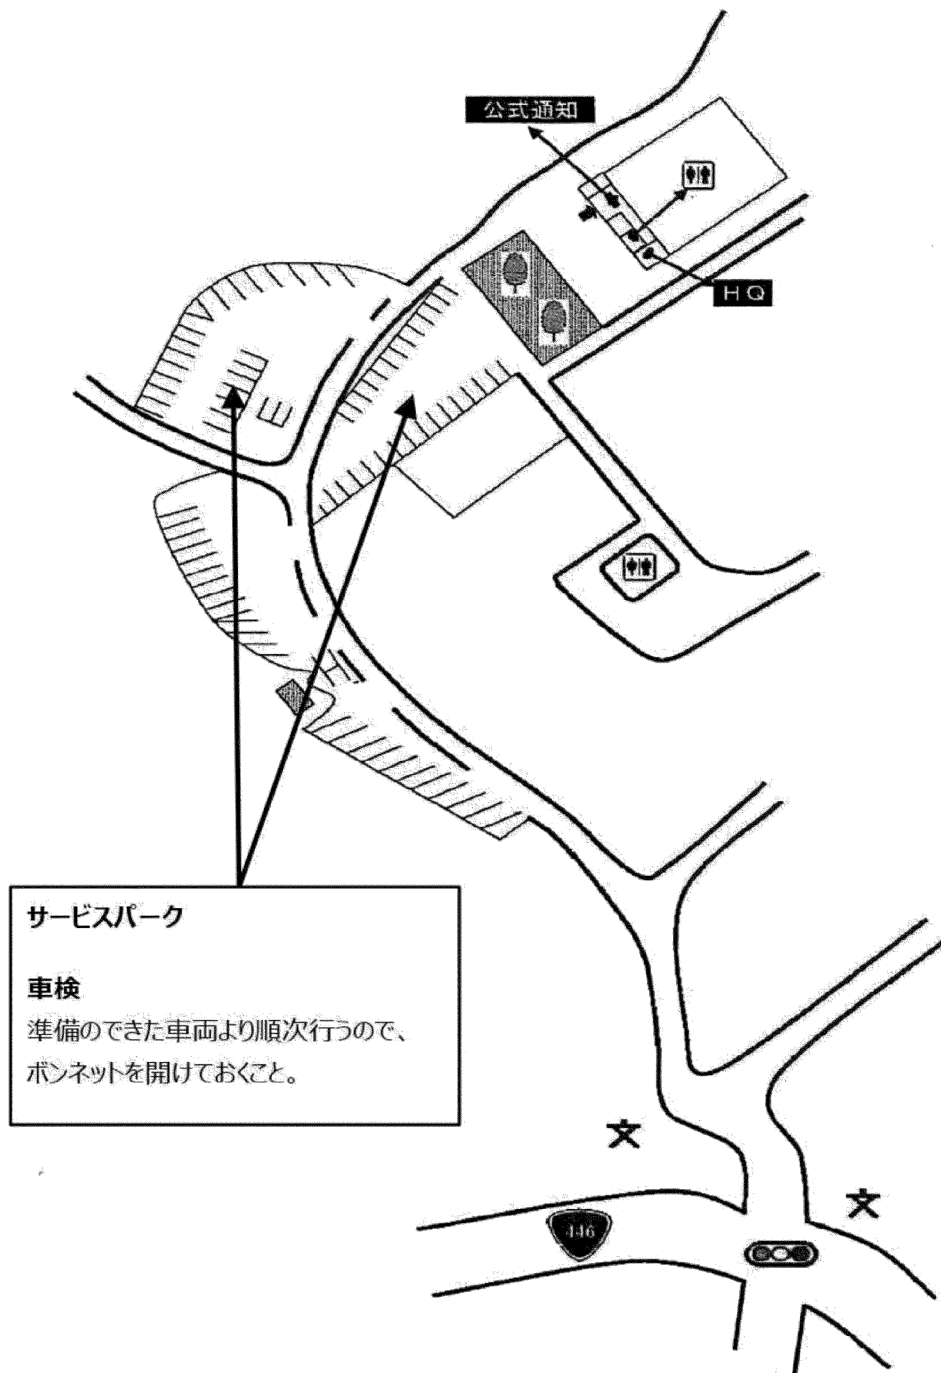 公式通知
HQ
サービスパーク
車検
準備のできた車両より順次行うので、
ボンネットを開けておくこと。
文
文
446